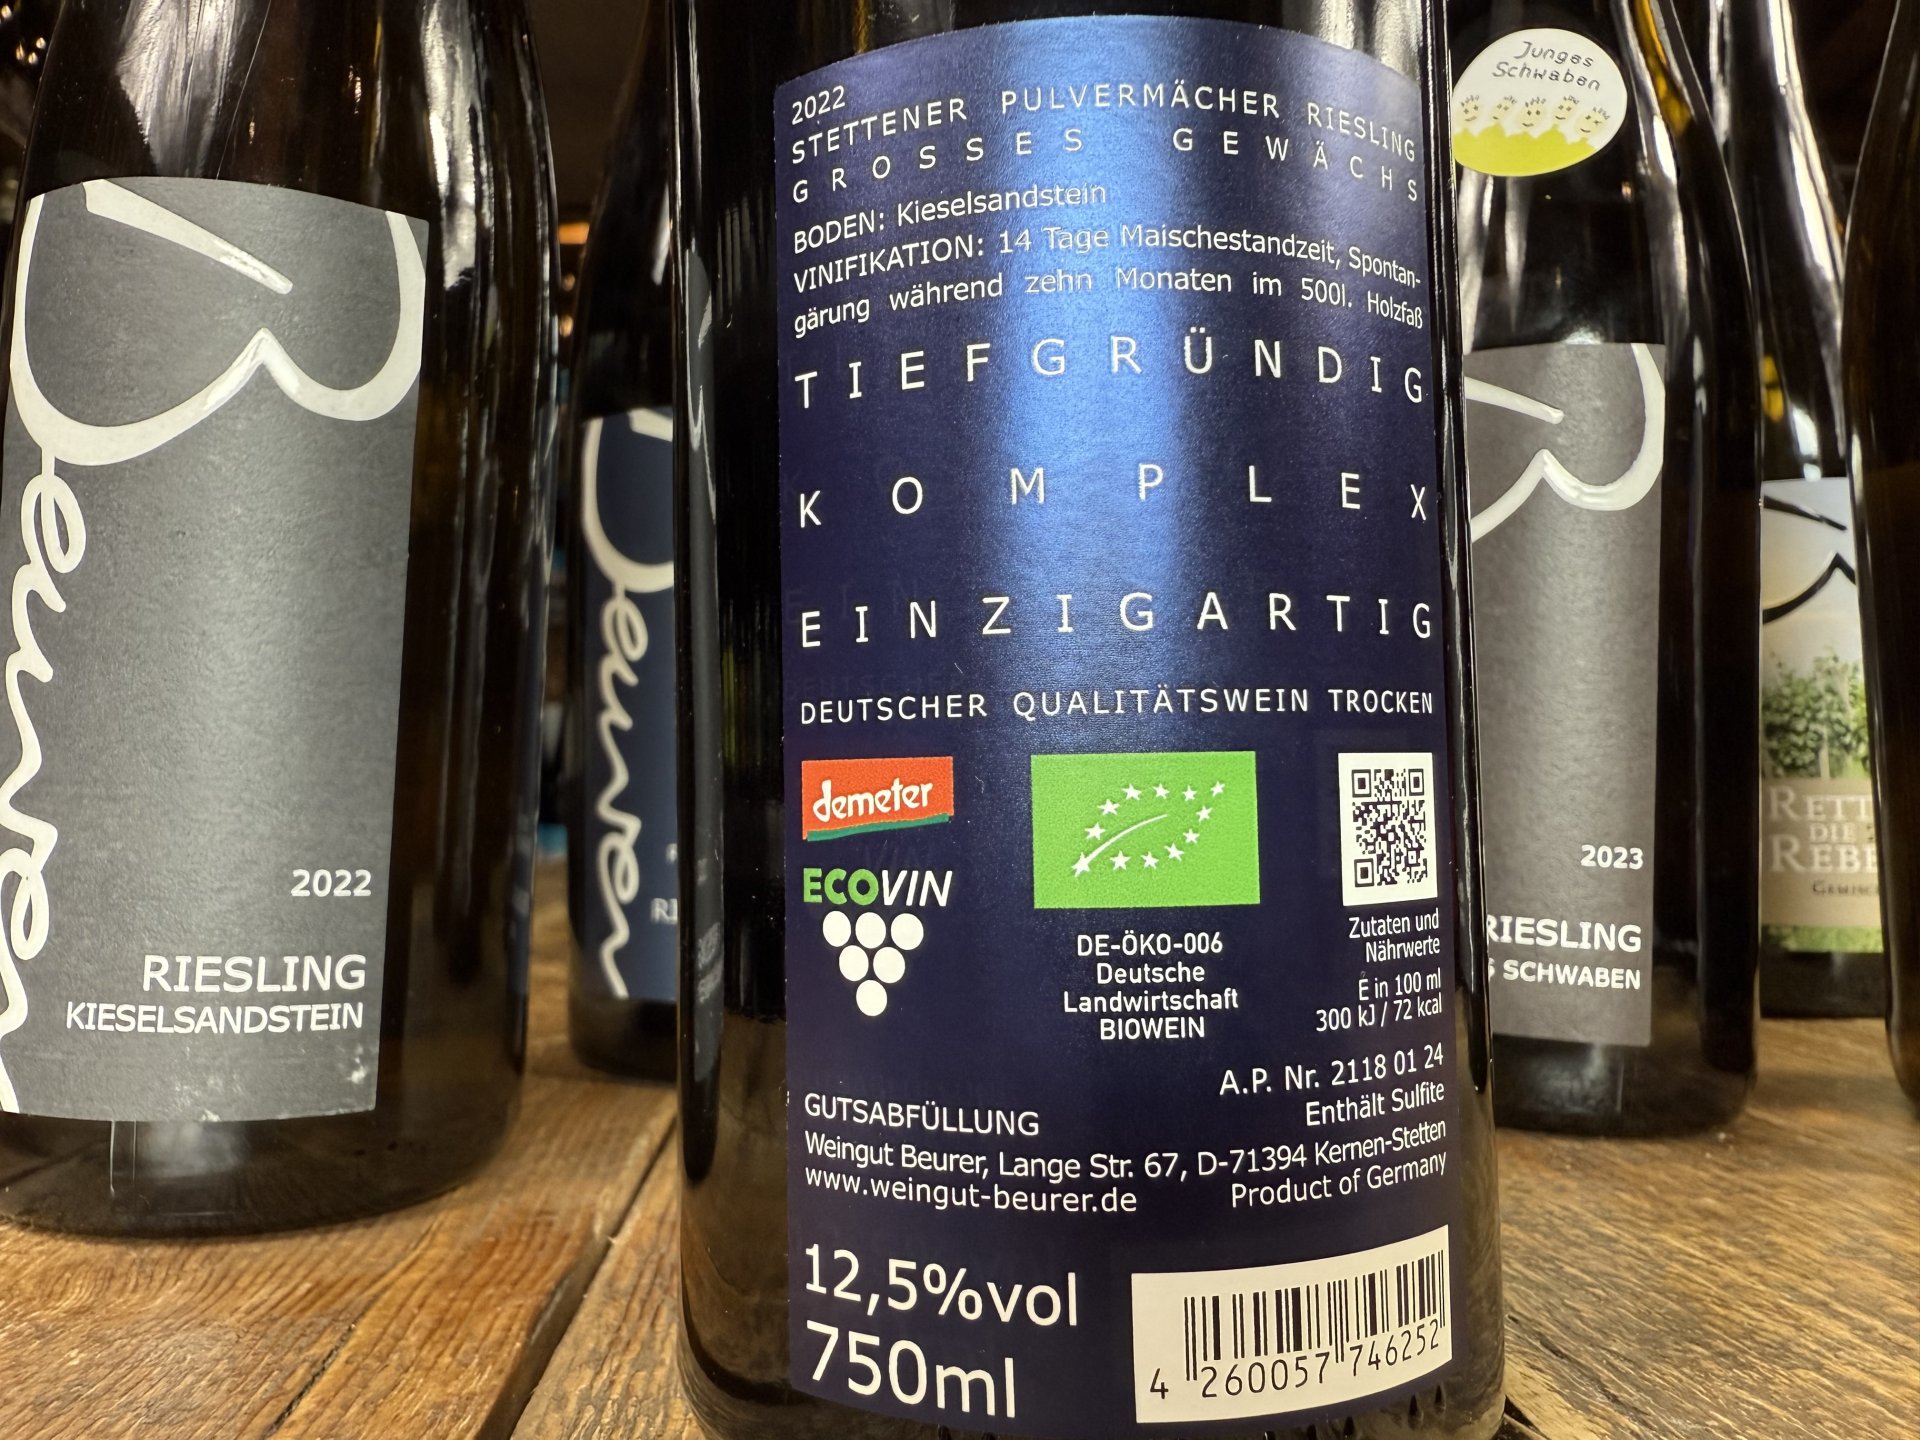 Beurer
2022
RIESLING
KIESELSANDSTEIN
Beurer
2022
STETTENER PULVERMÄCHER RIESLING
GROSSES GEWÄCHS
BODEN: Kieselsandstein
VINIFIKATION: 14 Tage Maischestandzeit, Spontan-
gärung während zehn Monaten im 500l. Holzfaß
TIEFGRÜNDIG
KOMPLEX
EINZIGARTIG
DEUTSCHER QUALITÄTSWEIN TROCKEN
demeter
ECOVIN
DE-ÖKO-006
Deutsche
Landwirtschaft
BIOWEIN
Zutaten und
Nährwerte
E in 100 ml
300 kJ / 72 kcal
A.P. Nr. 2118 01 24
Enthält Sulfite
GUTSABFÜLLUNG
Weingut Beurer, Lange Str. 67, D-71394 Kernen-Stetten
www.weingut-beurer.de Product of Germany
12,5%vol
750ml
4 260057 746252
Junges
Schwaben
2023
RIESLING
SCHWABEN
DIE